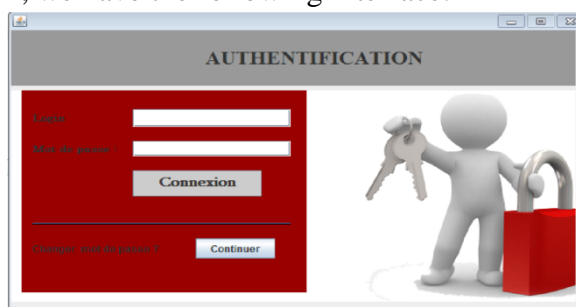 , we have the following interface:
AUTHENTIFICATION
Login
Mot de passe
Connexion
Continuer